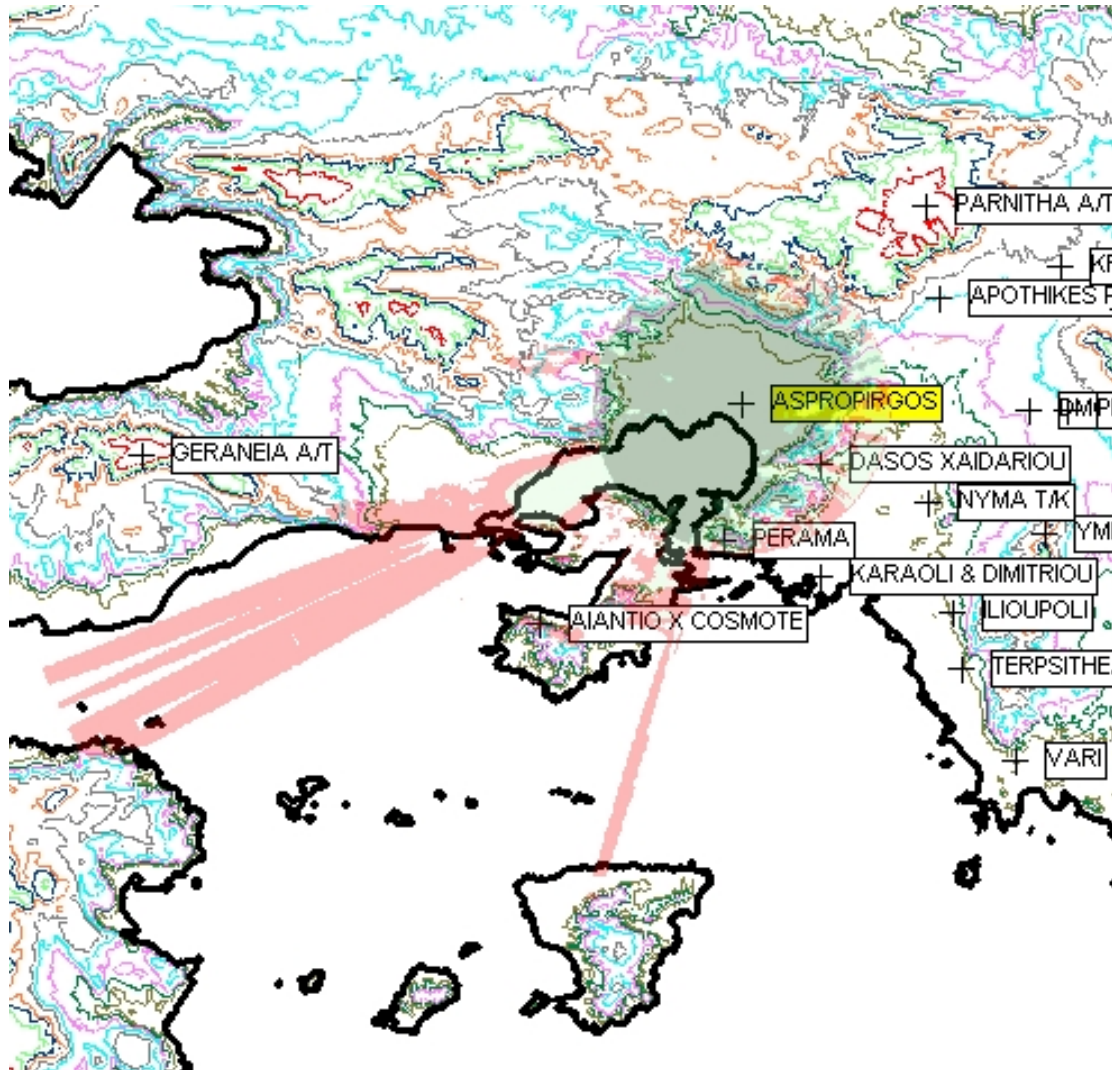 PARNITHA A/T
APOTHIKES
ASPROPIRGOS
GERANEIA A/T
DASOS XAIDARIOU
NYMA T/K
PERAMA
KARAOLI & DIMITRIOU
AIANTIO X COSMOTE
ILIOUPOLI
VARI